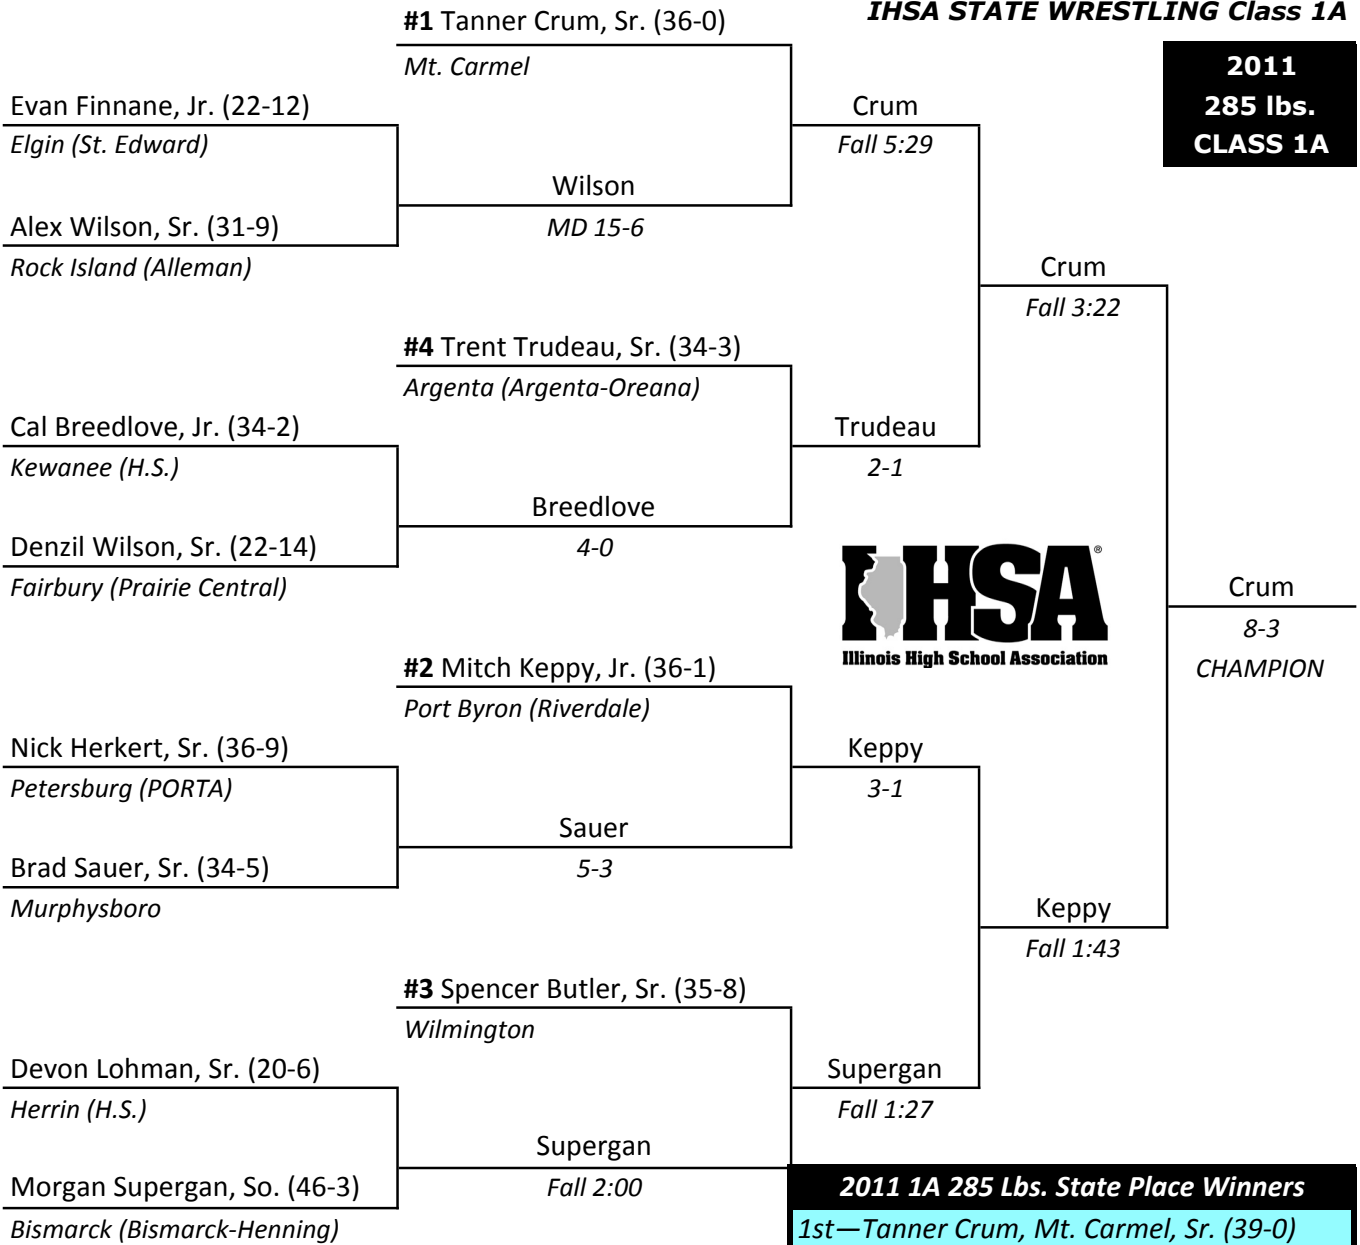 IHSA STATE WRESTLING Class 1A
#1 Tanner Crum, Sr. (36-0)
Mt. Carmel
2011
285 lbs.
CLASS 1A
Evan Finnane, Jr. (22-12)
Elgin (St. Edward)
Crum
Fall 5:29
Wilson
MD 15-6
Alex Wilson, Sr. (31-9)
Rock Island (Alleman)
Crum
Fall 3:22
#4 Trent Trudeau, Sr. (34-3)
Argenta (Argenta-Oreana)
Cal Breedlove, Jr. (34-2)
Kewanee (H.S.)
Trudeau
2-1
Breedlove
4-0
Denzil Wilson, Sr. (22-14)
Fairbury (Prairie Central)
IHSA®
Illinois High School Association
Crum
8-3
CHAMPION
#2 Mitch Keppy, Jr. (36-1)
Port Byron (Riverdale)
Nick Herkert, Sr. (36-9)
Petersburg (PORTA)
Keppy
3-1
Sauer
5-3
Brad Sauer, Sr. (34-5)
Murphysboro
Keppy
Fall 1:43
#3 Spencer Butler, Sr. (35-8)
Wilmington
Devon Lohman, Sr. (20-6)
Herrin (H.S.)
Supergan
Fall 1:27
Supergan
Fall 2:00
Morgan Supergan, So. (46-3)
Bismarck (Bismarck-Henning)
2011 1A 285 Lbs. State Place Winners
1st—Tanner Crum, Mt. Carmel, Sr. (39-0)